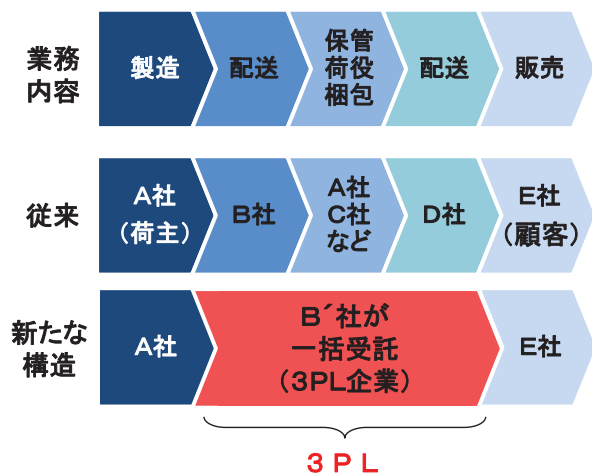 業務
内容
製造
配送
保管
荷役
梱包
配送
販売
従来
A社
(荷主)
B社
A社
C社
など
D社
E社
(顧客)
新たな
構造
A社
B´社が
一括受託
(3PL企業)
E社
3PL